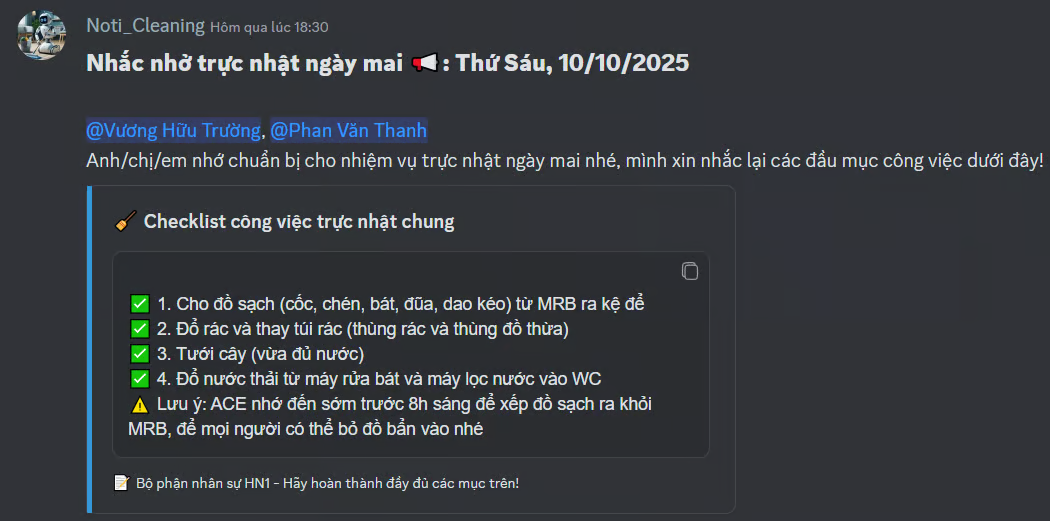 Noti_Cleaning Hôm qua lúc 18:30
Nhắc nhở trực nhật ngày mai 📢: Thứ Sáu, 10/10/2025
@Vương Hữu Trường, @Phan Văn Thanh
Anh/chị/em nhớ chuẩn bị cho nhiệm vụ trực nhật ngày mai nhé, mình xin nhắc lại các đầu mục công việc dưới đây!
🧹 Checklist công việc trực nhật chung
✅ 1. Cho đồ sạch (cốc, chén, bát, đũa, dao kéo) từ MRB ra kệ để
✅ 2. Đổ rác và thay túi rác (thùng rác và thùng đồ thừa)
✅ 3. Tưới cây (vừa đủ nước)
✅ 4. Đổ nước thải từ máy rửa bát và máy lọc nước vào WC
⚠️ Lưu ý: ACE nhớ đến sớm trước 8h sáng để xếp đồ sạch ra khỏi
MRB, để mọi người có thể bỏ đồ bẩn vào nhé
📝 Bộ phận nhân sự HN1 - Hãy hoàn thành đầy đủ các mục trên!